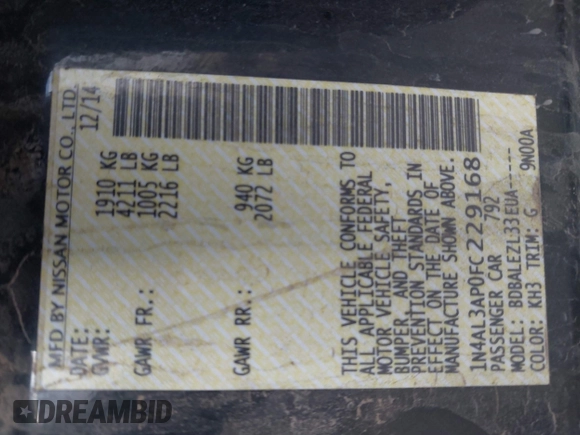 MFD BY NISSAN MOTOR CO., LTD.
DATE: 12/14
GVWR: 1910 KG
4211 LB
GAWR FR.: 1005 KG
2216 LB
GAWR RR.: 940 KG
2072 LB
THIS VEHICLE CONFORMS TO
ALL APPLICABLE FEDERAL
MOTOR VEHICLE SAFETY,
BUMPER, AND THEFT
PREVENTION STANDARDS IN
EFFECT ON THE DATE OF
MANUFACTURE SHOWN ABOVE.
1N4AL3AP0FC229168
PASSENGER CAR 792
MODEL: BDBALEZL33EUA-----
COLOR: KH3 TRIM: G 9N00A
DREAMBID